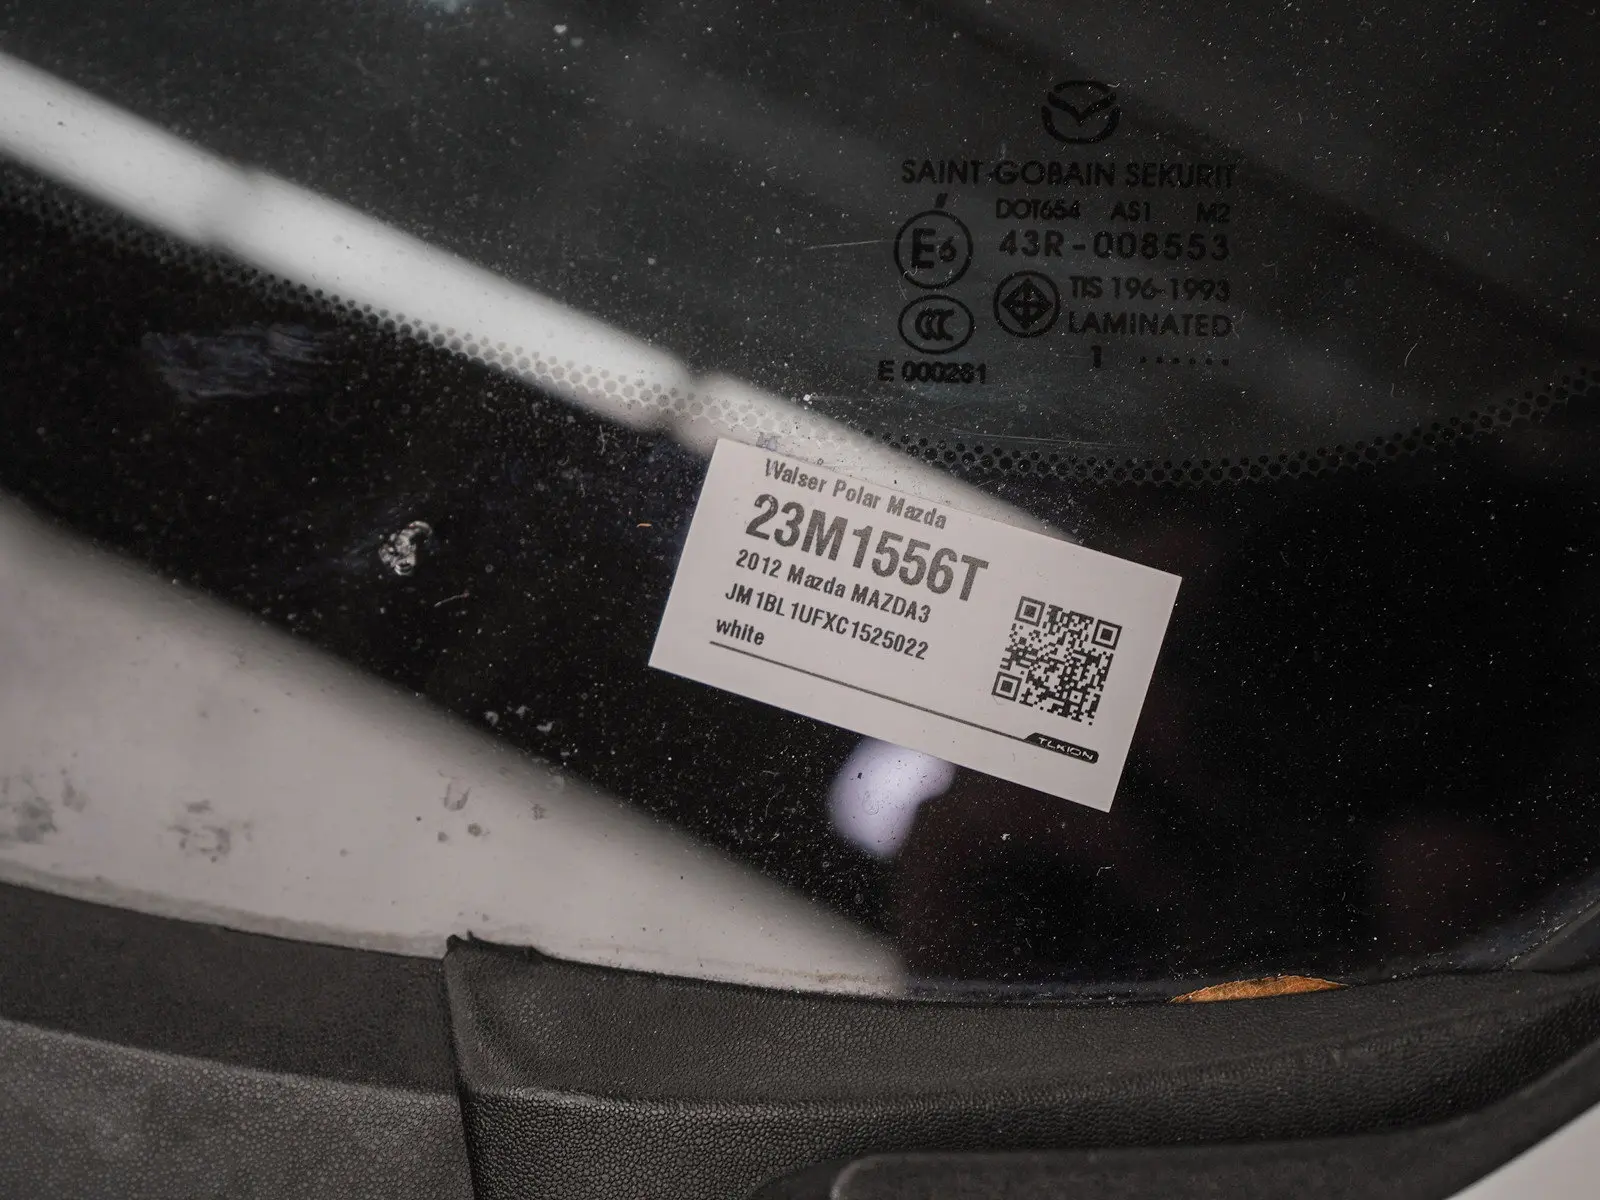 SAINT-GOBAIN SEKURIT
DOT654 AS1 M2
E6 43R-008553
TIS 196-1993
CCC LAMINATED
E 000281 1 ······
Walser Polar Mazda
23M1556T
2012 Mazda MAZDA3
JM1BL1UFXC1525022
white